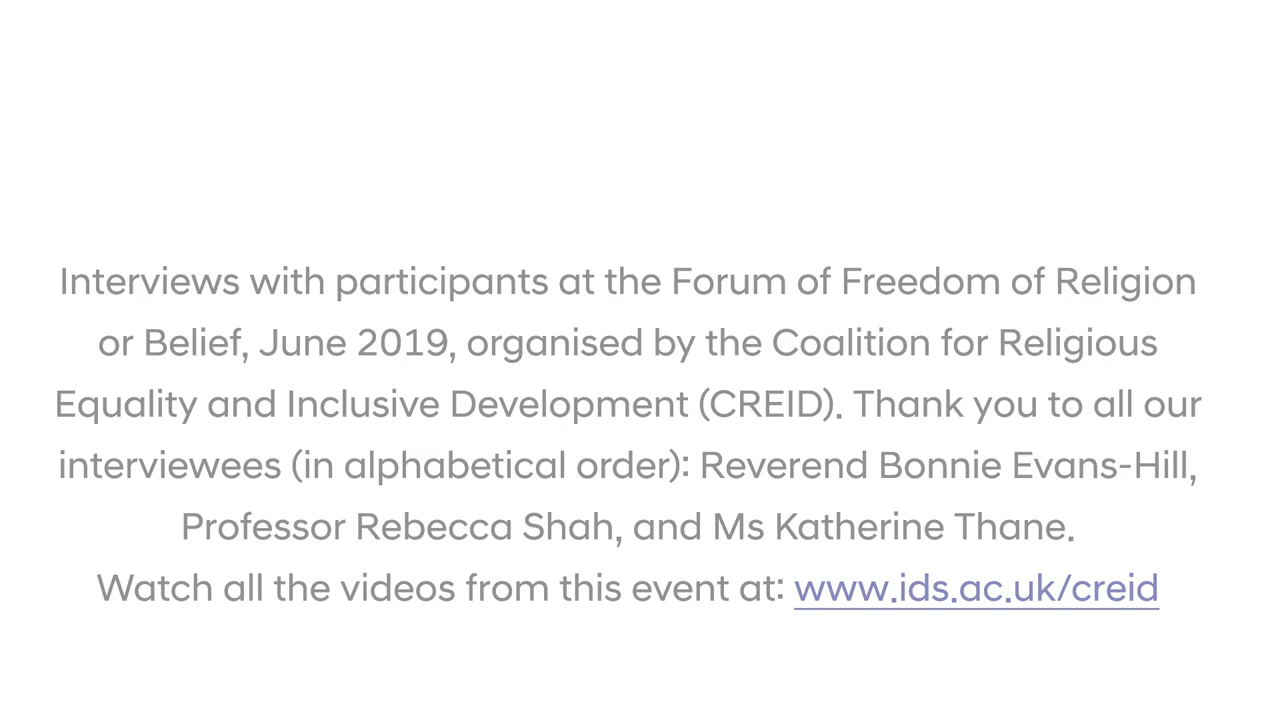 Interviews with participants at the Forum of Freedom of Religion
or Belief, June 2019, organised by the Coalition for Religious
Equality and Inclusive Development (CREID). Thank you to all our
interviewees (in alphabetical order): Reverend Bonnie Evans-Hill,
Professor Rebecca Shah, and Ms Katherine Thane.
Watch all the videos from this event at: www.ids.ac.uk/creid